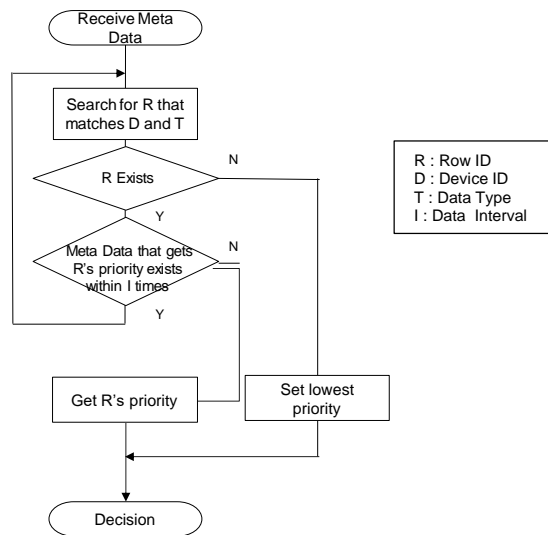 Receive Meta
Data
Search for R that
matches D and T
N
R Exists
Y
Meta Data that gets
R's priority exists
within I times
N
Y
Get R's priority
Set lowest
priority
Decision
R : Row ID
D : Device ID
T : Data Type
I : Data Interval